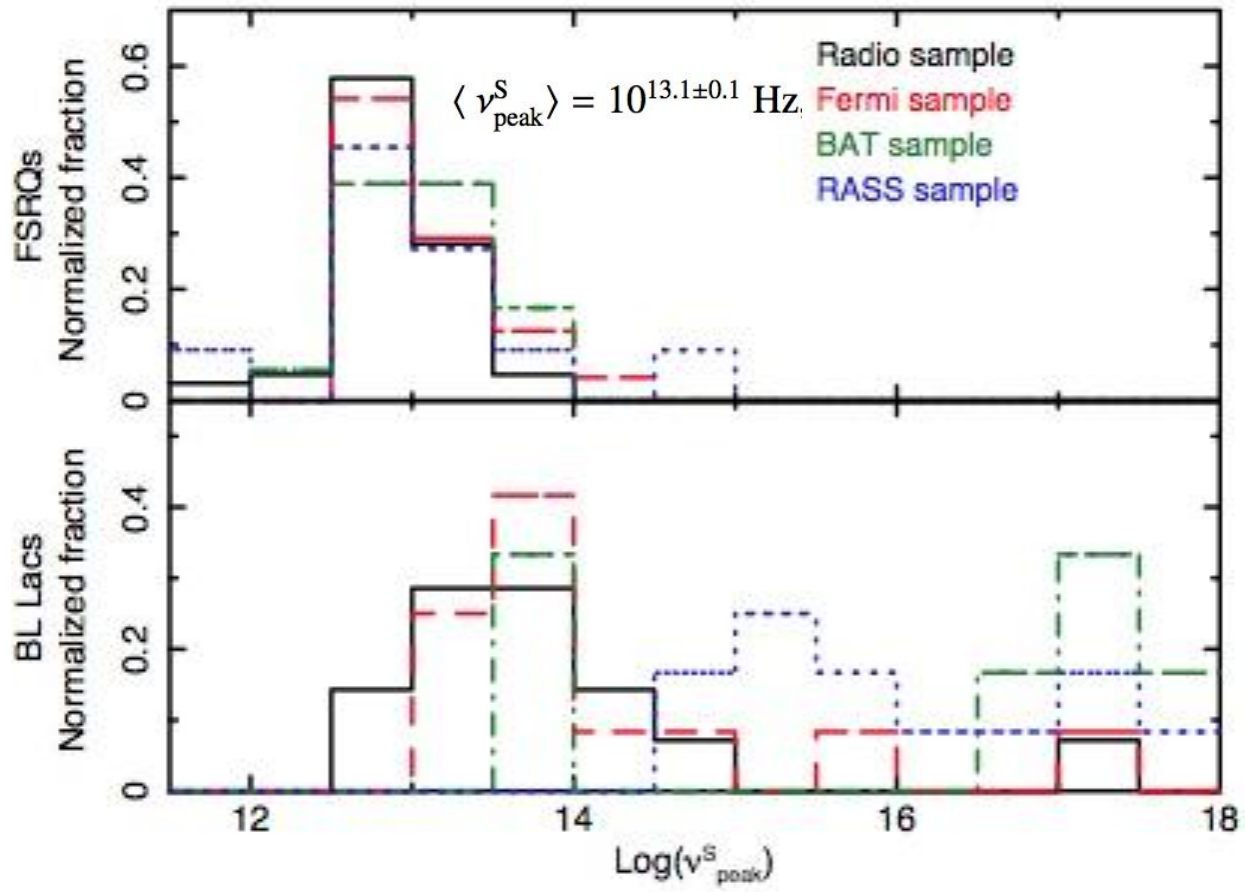 Radio sample
⟨ ν^S_peak ⟩ = 10^13.1±0.1 Hz,
Fermi sample
BAT sample
RASS sample
FSRQs
Normalized fraction
0.6
0.4
0.2
0
BL Lacs
Normalized fraction
0.4
0.2
0
12 14 16 18
Log(ν^S_peak)